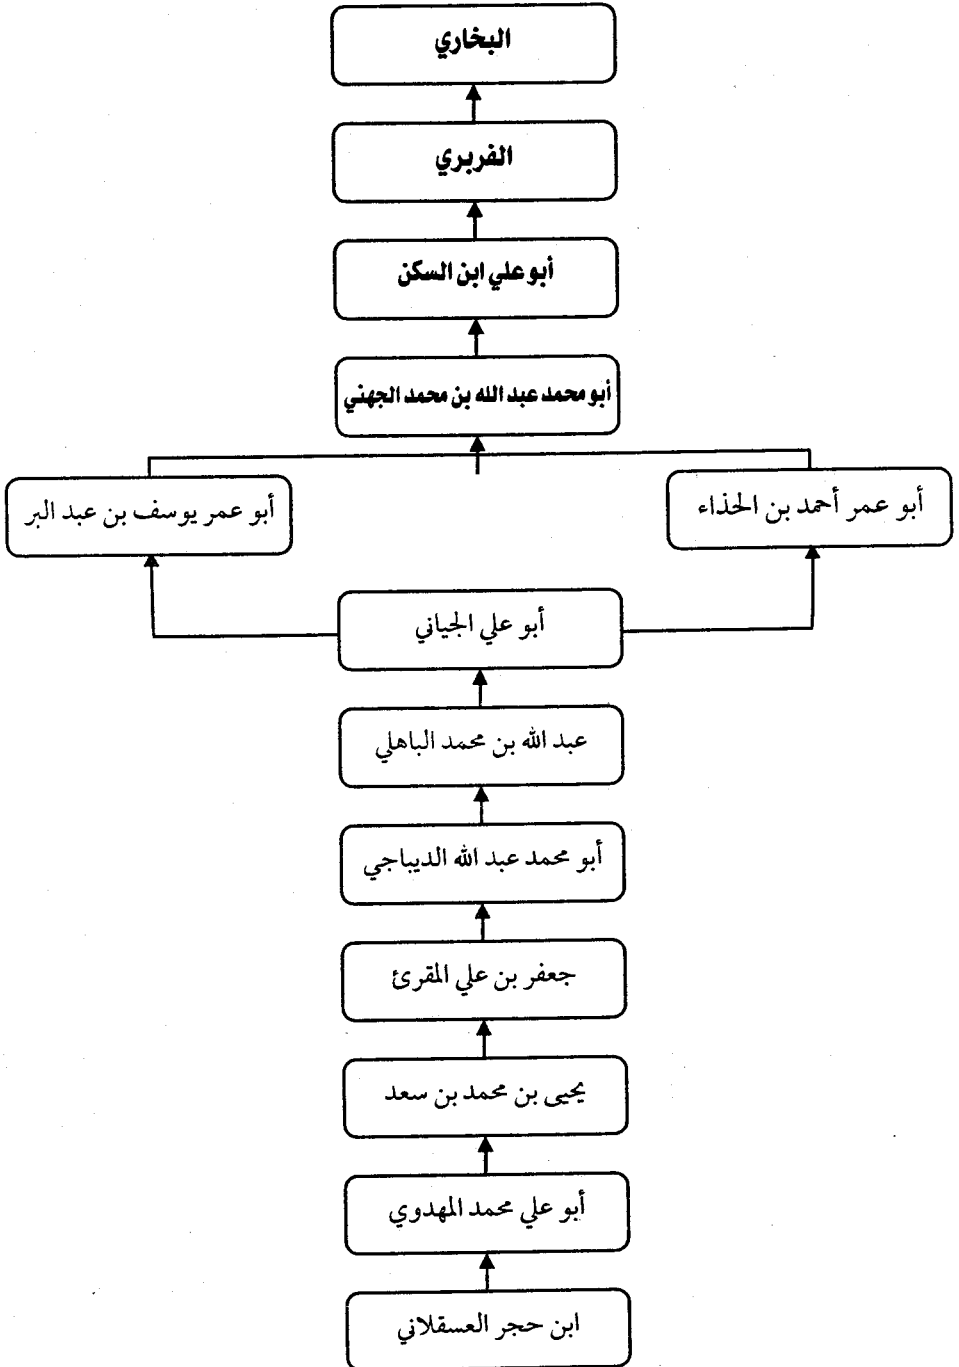 البخاري
الفربري
أبو علي ابن السكن
أبو محمد عبد الله بن محمد الجهني
أبو عمر أحمد بن الحذاء
أبو عمر يوسف بن عبد البر
أبو علي الجياني
عبد الله بن محمد الباهلي
أبو محمد عبد الله الديباجي
جعفر بن علي المقرئ
يحيى بن محمد بن سعد
أبو علي محمد المهدوي
ابن حجر العسقلاني